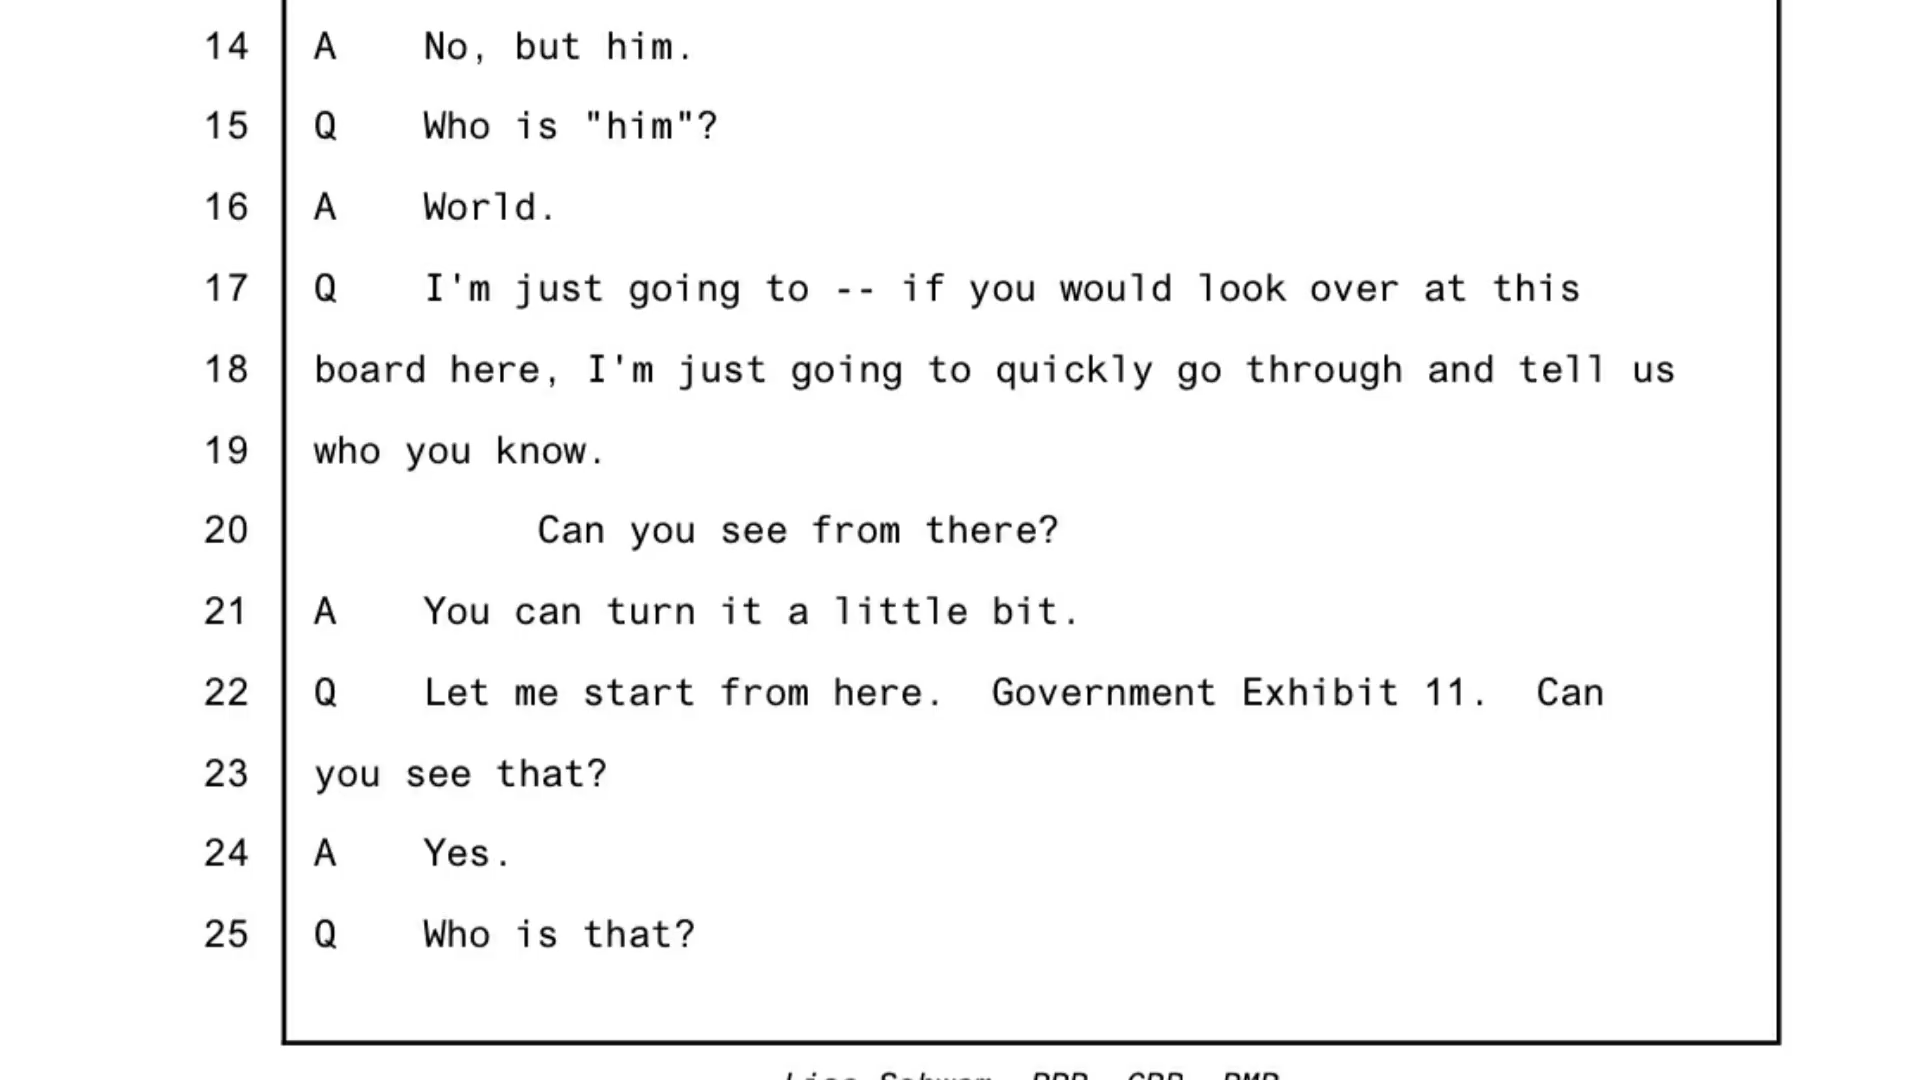 14 A No, but him.
15 Q Who is "him"?
16 A World.
17 Q I'm just going to -- if you would look over at this
18 board here, I'm just going to quickly go through and tell us
19 who you know.
20 Can you see from there?
21 A You can turn it a little bit.
22 Q Let me start from here. Government Exhibit 11. Can
23 you see that?
24 A Yes.
25 Q Who is that?